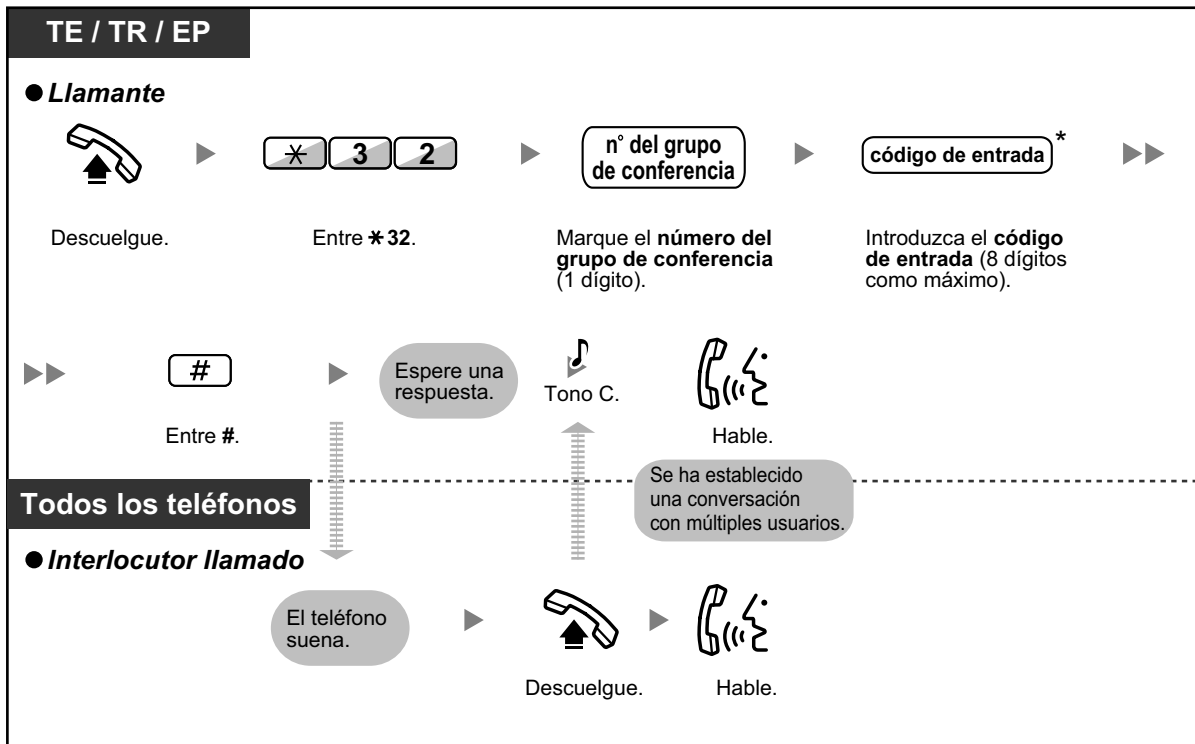 TE / TR / EP
● Llamante
* 3 2
n° del grupo
de conferencia
código de entrada *
Descuelgue.
Entre * 32.
Marque el número del
grupo de conferencia
(1 dígito).
Introduzca el código
de entrada (8 dígitos
como máximo).
#
Espere una
respuesta.
Tono C.
Entre #.
Hable.
Se ha establecido
una conversación
con múltiples usuarios.
Todos los teléfonos
● Interlocutor llamado
El teléfono
suena.
Descuelgue.
Hable.